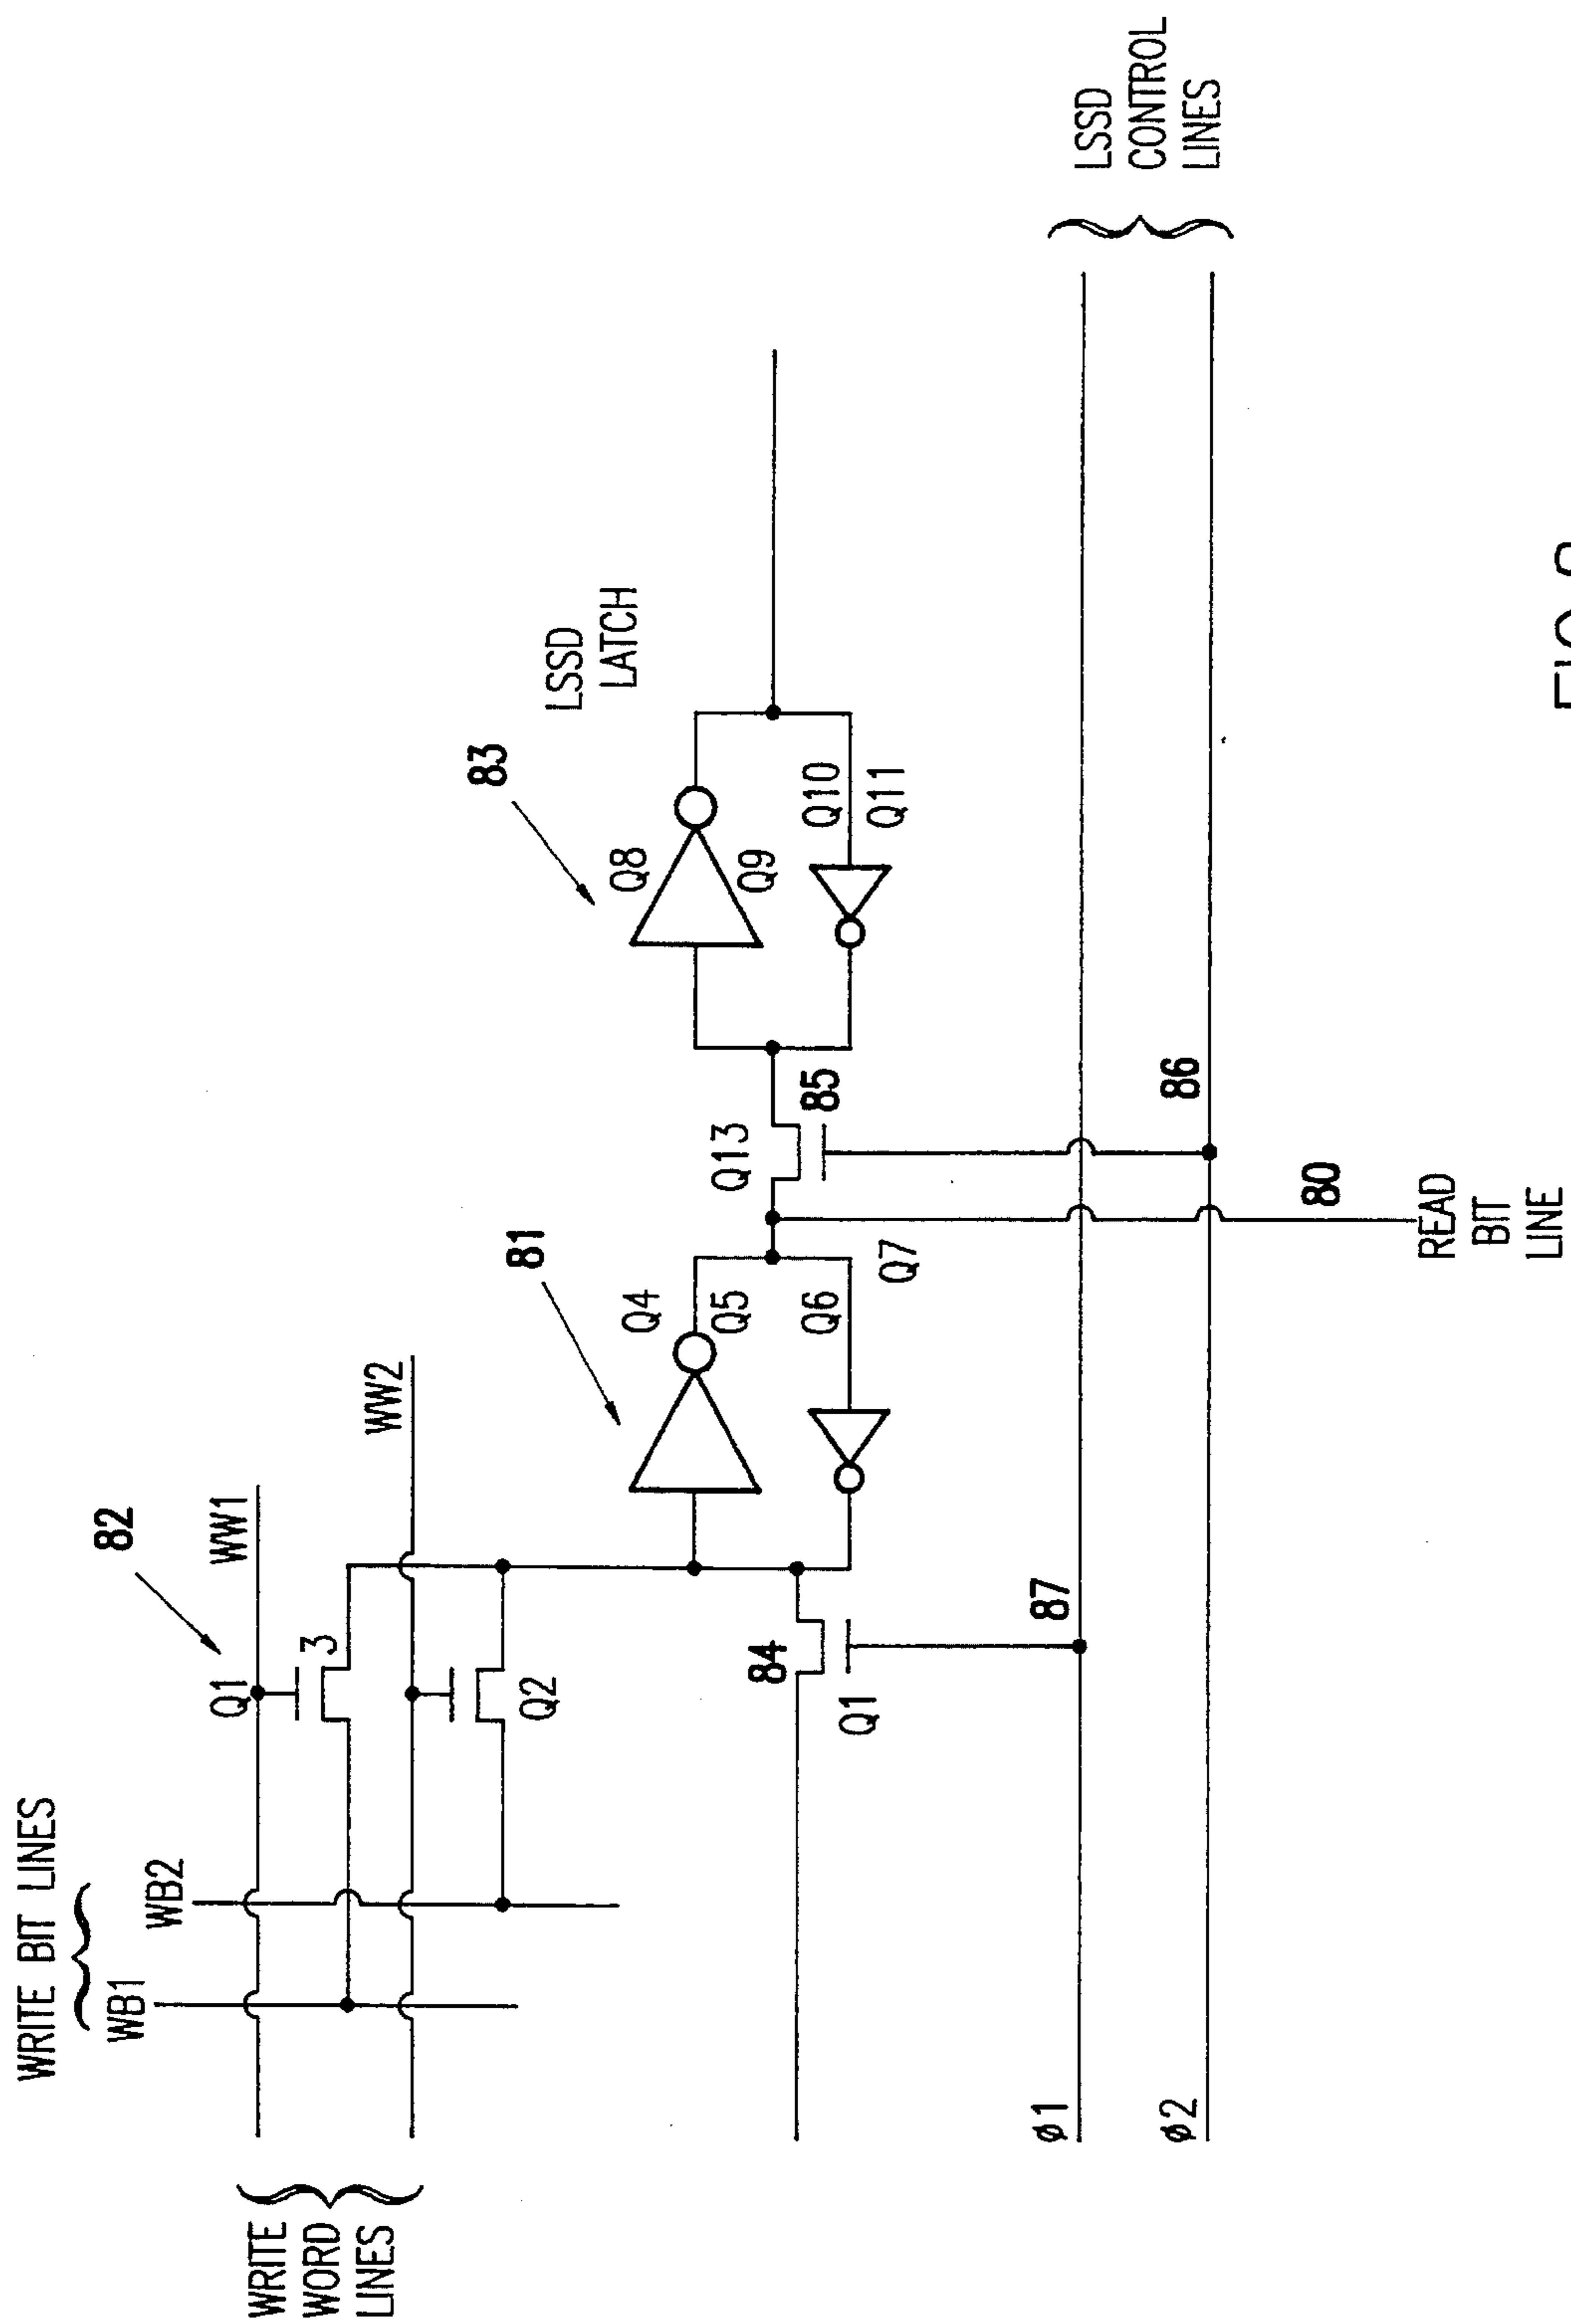 WRITE BIT LINES
WB1
WB2
WRITE
WORD
LINES
82
Q1
3
WW1
Q2
WW2
81
Q4
Q5
Q6
Q7
83
LSSD
LATCH
Q8
Q9
Q10
Q11
84
Q1
87
Q13
85
86
80
READ
BIT
LINE
ø1
ø2
LSSD
CONTROL
LINES